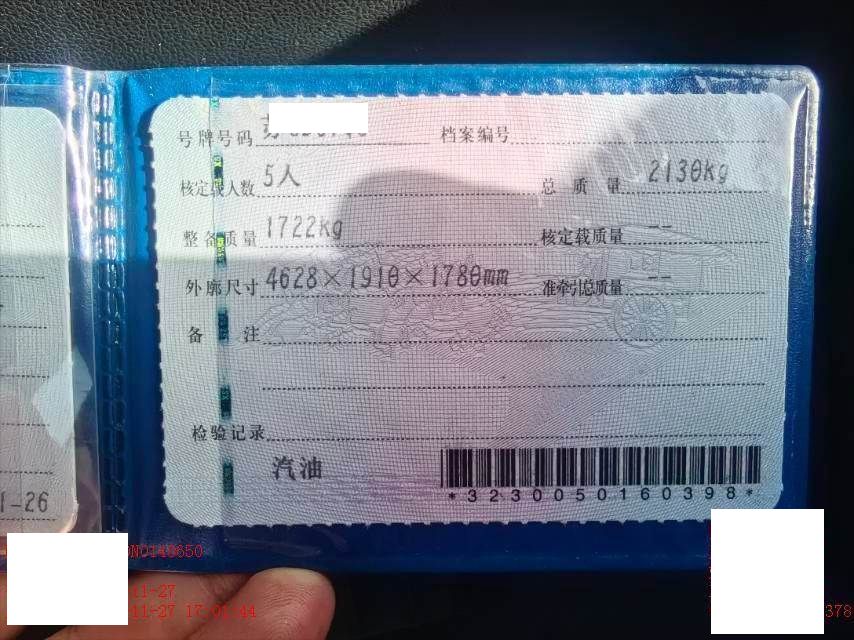 号牌号码 苏
档案编号
核定载人数 5人
总质量 2130kg
整备质量 1722kg
核定载质量 --
外廓尺寸 4628×1910×1780mm
准牵引总质量 --
备注
检验记录
汽油
*3230050160398*
-26
0N0143650
11-27
11-27 17:01:44
378